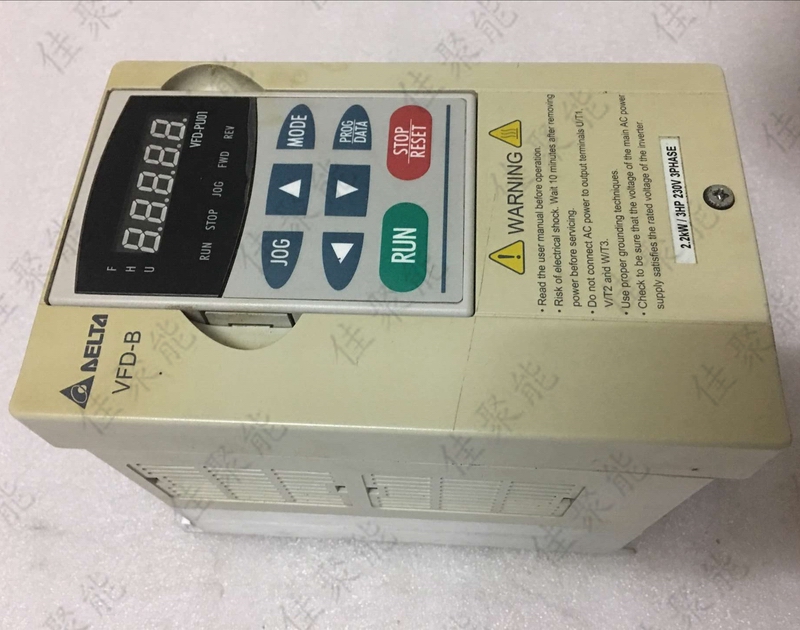 DELTA
VFD-B
F
H
U
8.8.8.8.8.
VFD-PU01
RUN STOP JOG FWD REV
JOG
MODE
PROG
DATA
RUN
STOP
RESET
WARNING
• Read the user manual before operation.
• Risk of electrical shock. Wait 10 minutes after removing
power before servicing.
• Do not connect AC power to output terminals U/T1,
V/T2 and W/T3.
• Use proper grounding techniques.
• Check to be sure that the voltage of the main AC power
supply satisfies the rated voltage of the inverter.
2.2kW / 3HP 230V 3PHASE
佳聚能